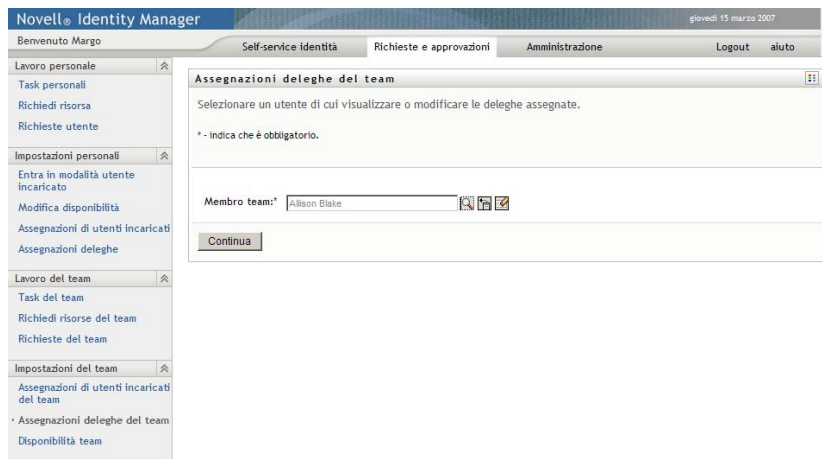 Novell® Identity Manager
giovedì 15 marzo 2007
Benvenuto Margo
Self-service identità
Richieste e approvazioni
Amministrazione
Logout
aiuto
Lavoro personale
Task personali
Richiedi risorsa
Richieste utente
Impostazioni personali
Entra in modalità utente
incaricato
Modifica disponibilità
Assegnazioni di utenti incaricati
Assegnazioni deleghe
Lavoro del team
Task del team
Richiedi risorse del team
Richieste del team
Impostazioni del team
Assegnazioni di utenti incaricati
del team
Assegnazioni deleghe del team
Disponibilità team
Assegnazioni deleghe del team
Selezionare un utente di cui visualizzare o modificare le deleghe assegnate.
* - indica che è obbligatorio.
Membro team:* Allison Blake
Continua